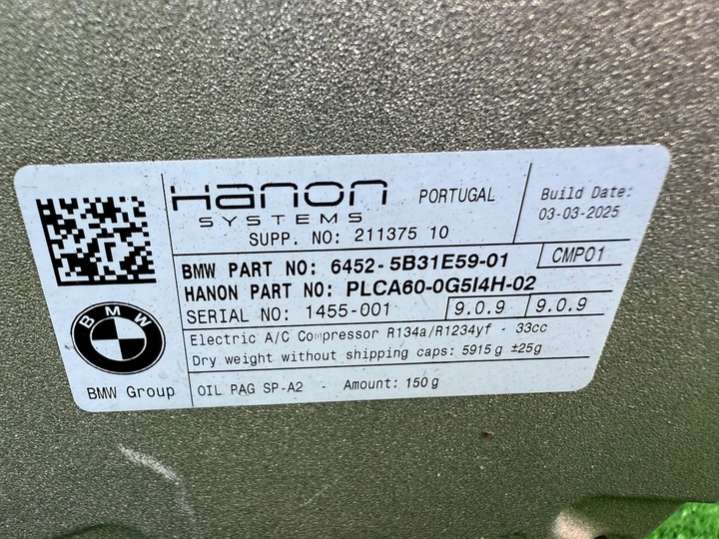 Hanon
SYSTEMS
PORTUGAL
Build Date:
03-03-2025
SUPP. NO: 211375 10
BMW PART NO: 6452-5B31E59-01
CMP01
HANON PART NO: PLCA60-0G5I4H-02
SERIAL NO: 1455-001
9.0.9
9.0.9
Electric A/C Compressor R134a/R1234yf - 33cc
Dry weight without shipping caps: 5915g ±25g
BMW
BMW Group
OIL PAG SP-A2 - Amount: 150g